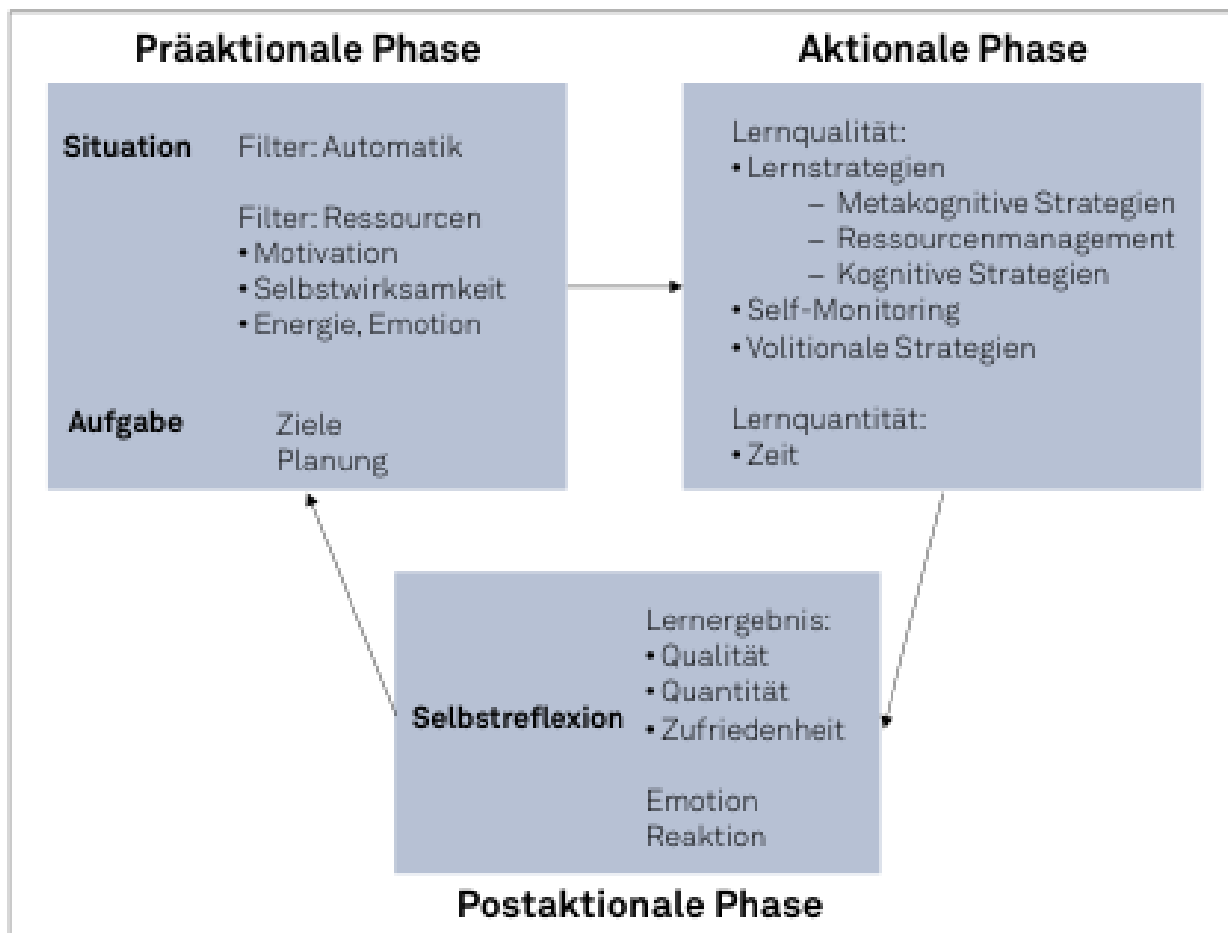 Präaktionale Phase
Situation Filter: Automatik
Filter: Ressourcen
• Motivation
• Selbstwirksamkeit
• Energie, Emotion
Aufgabe Ziele
Planung
Aktionale Phase
Lernqualität:
• Lernstrategien
– Metakognitive Strategien
– Ressourcenmanagement
– Kognitive Strategien
• Self-Monitoring
• Volitionale Strategien
Lernquantität:
• Zeit
Lernergebnis:
• Qualität
• Quantität
Selbstreflexion • Zufriedenheit
Emotion
Reaktion
Postaktionale Phase